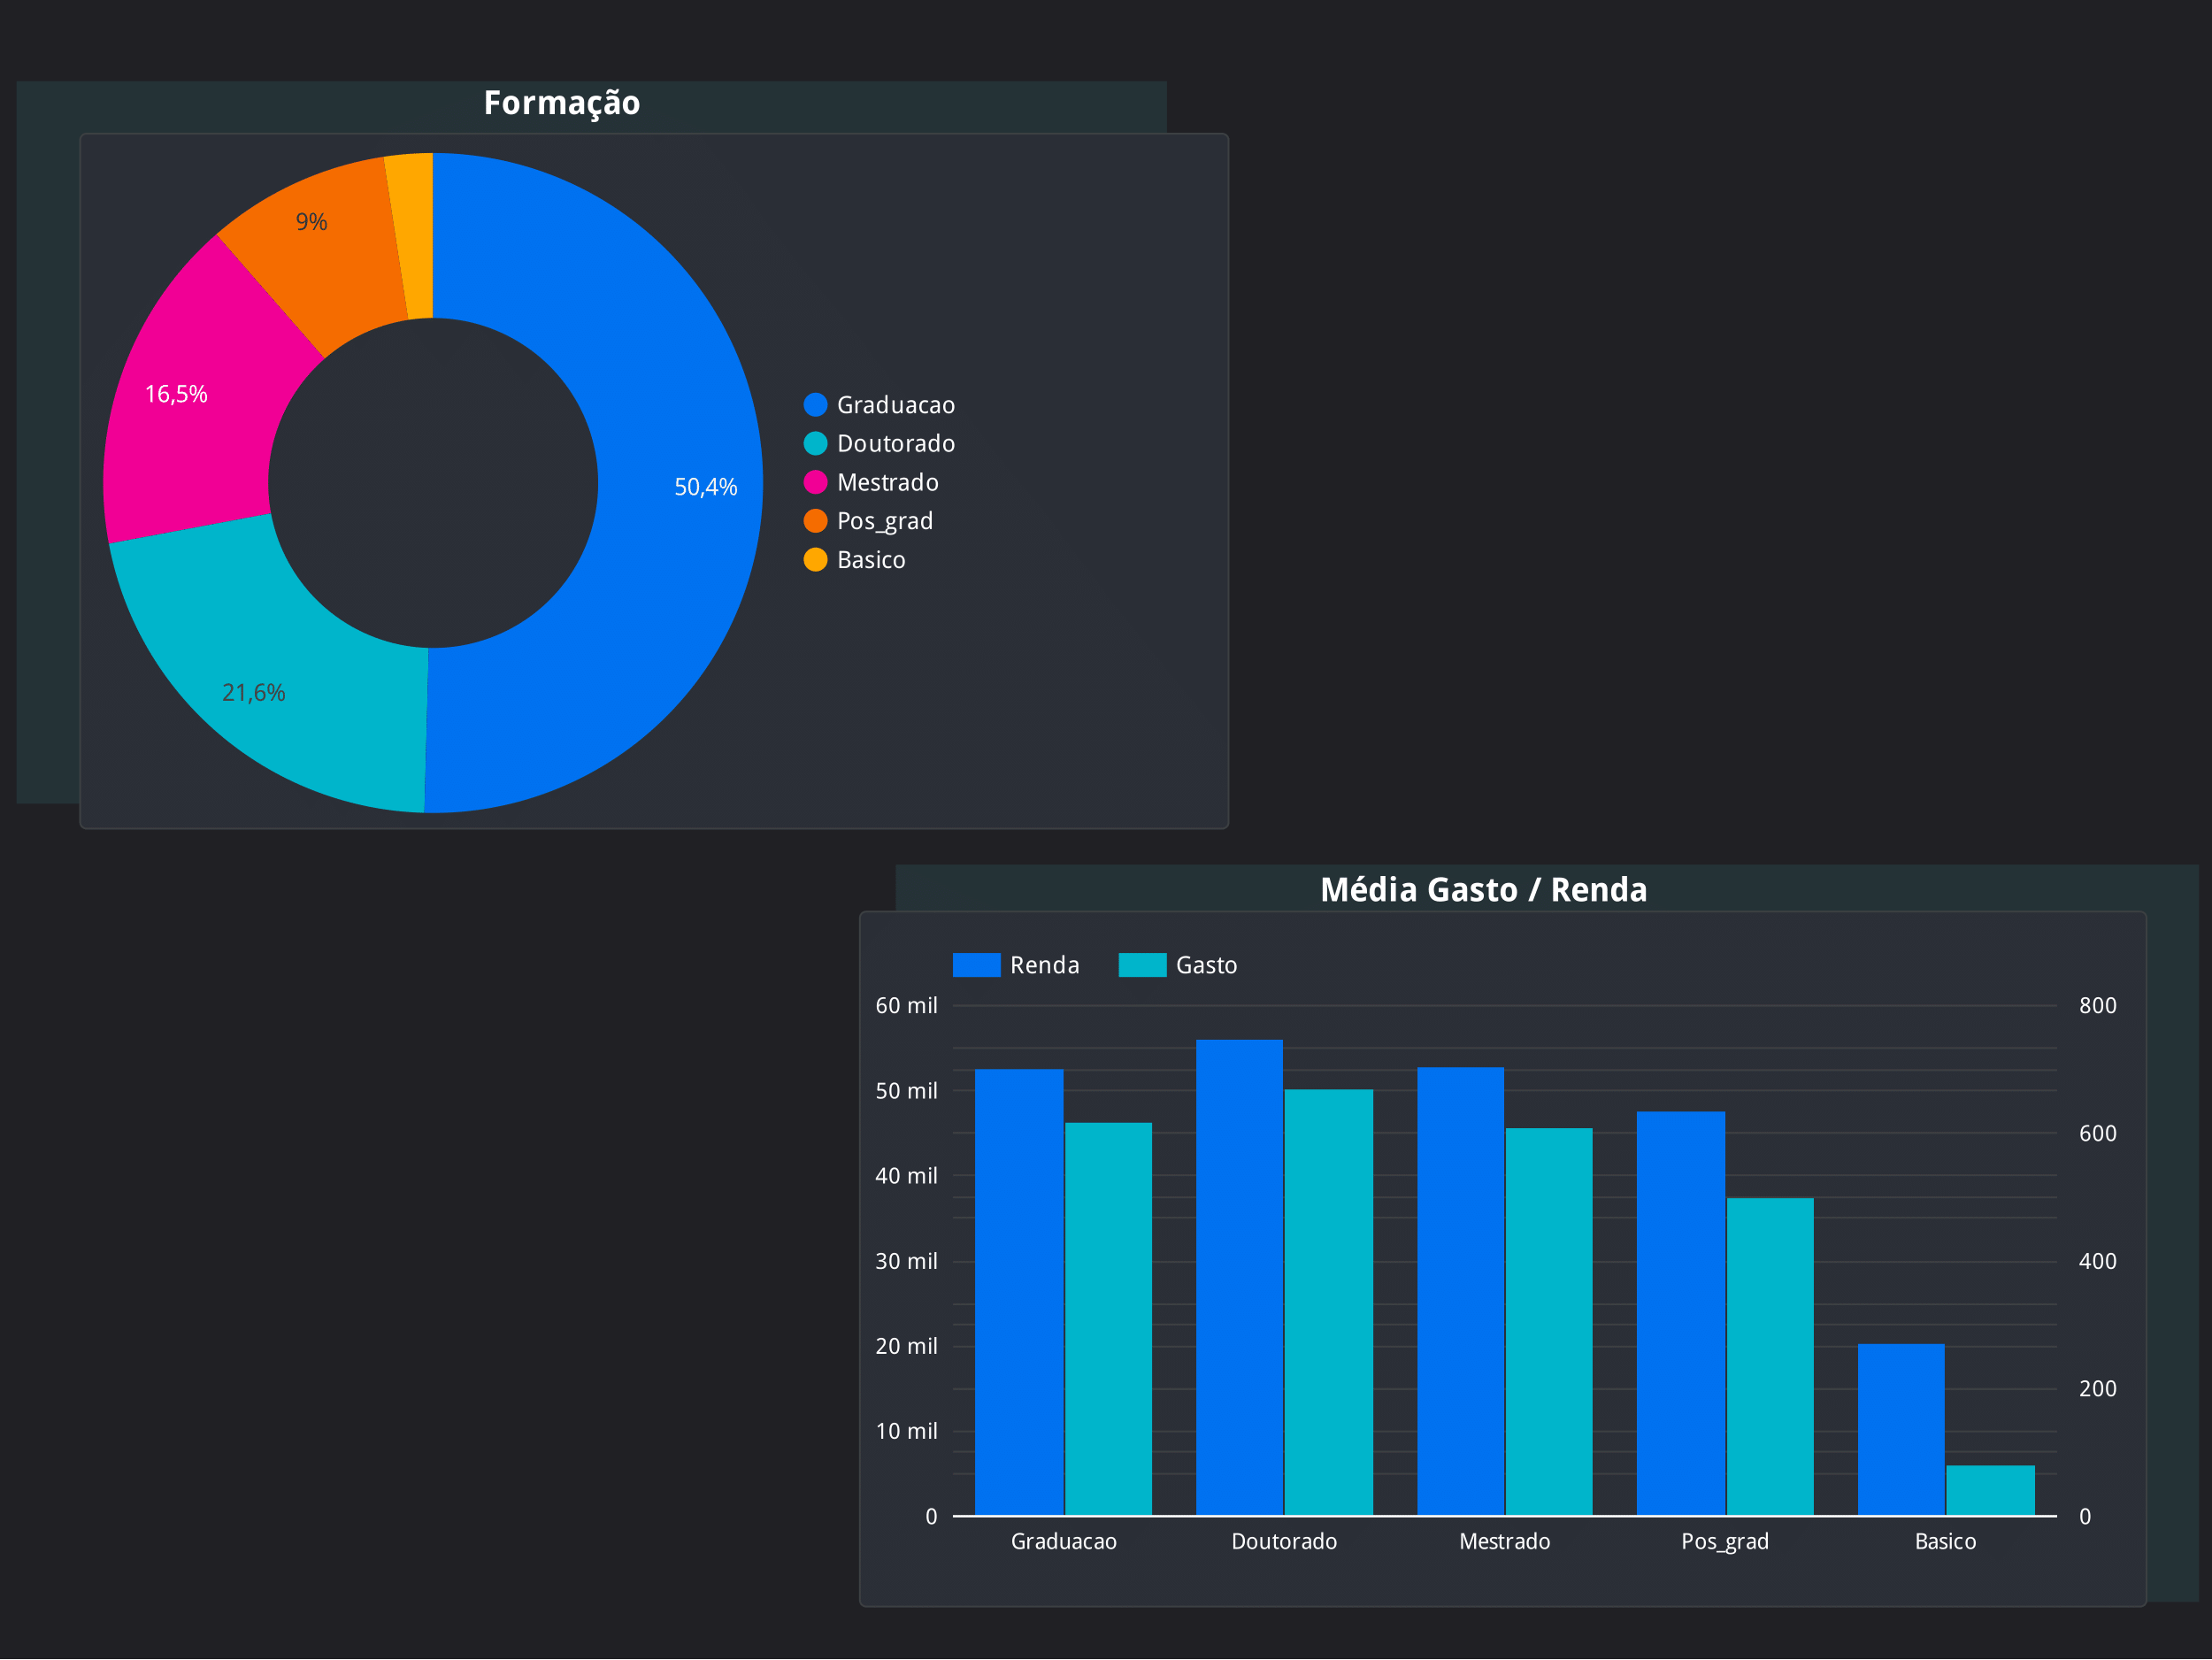 Formação
9%
16,5%
50,4%
21,6%
Graduacao
Doutorado
Mestrado
Pos_grad
Basico
Média Gasto / Renda
Renda Gasto
60 mil 800
50 mil
600
40 mil
30 mil 400
20 mil
200
10 mil
0 0
Graduacao Doutorado Mestrado Pos_grad Basico